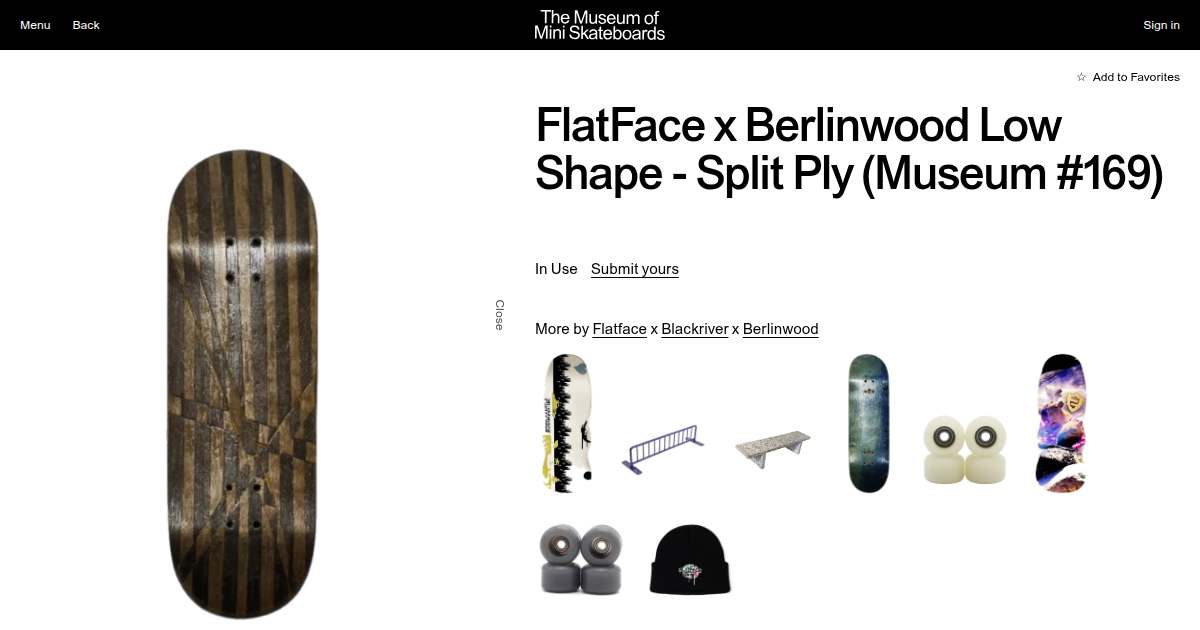 Menu Back
The Museum of
Mini Skateboards
Sign in
☆ Add to Favorites
FlatFace x Berlinwood Low
Shape - Split Ply (Museum #169)
In Use Submit yours
Close
More by Flatface x Blackriver x Berlinwood